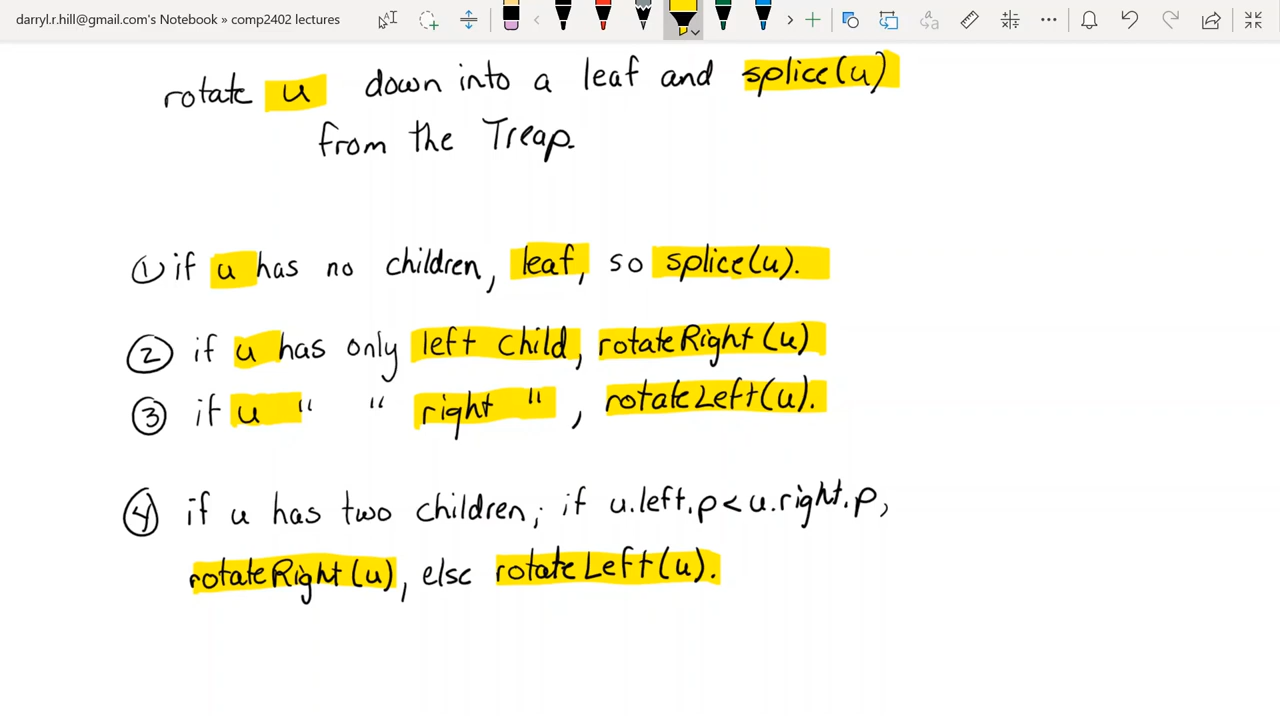 darryl.r.hill@gmail.com's Notebook » comp2402 lectures
rotate u down into a leaf and splice(u)
from the Treap.
① if u has no children, leaf, so splice(u).
② if u has only left child, rotateRight(u)
③ if u " " right ", rotateLeft(u).
④ if u has two children; if u.left.p < u.right.p,
rotateRight(u), else rotateLeft(u).